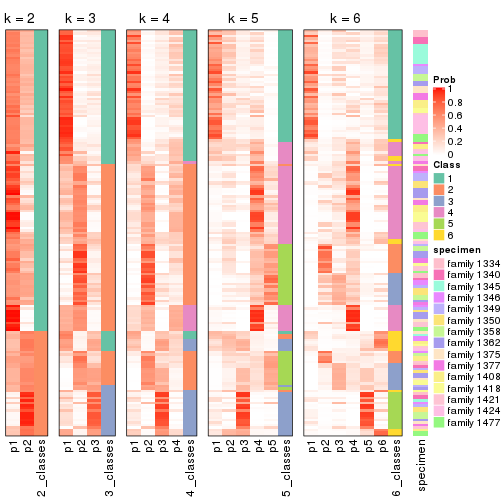 k = 2 k = 3 k = 4 k = 5 k = 6
p1 p2 2_classes
p1 p2 p3 3_classes
p1 p2 p3 p4 4_classes
p1 p2 p3 p4 p5 5_classes
p1 p2 p3 p4 p5 p6 6_classes
specimen
Prob
1
0.8
0.6
0.4
0.2
0
Class
1
2
3
4
5
6
specimen
family 1334
family 1340
family 1345
family 1346
family 1349
family 1350
family 1358
family 1362
family 1375
family 1377
family 1408
family 1418
family 1421
family 1424
family 1477